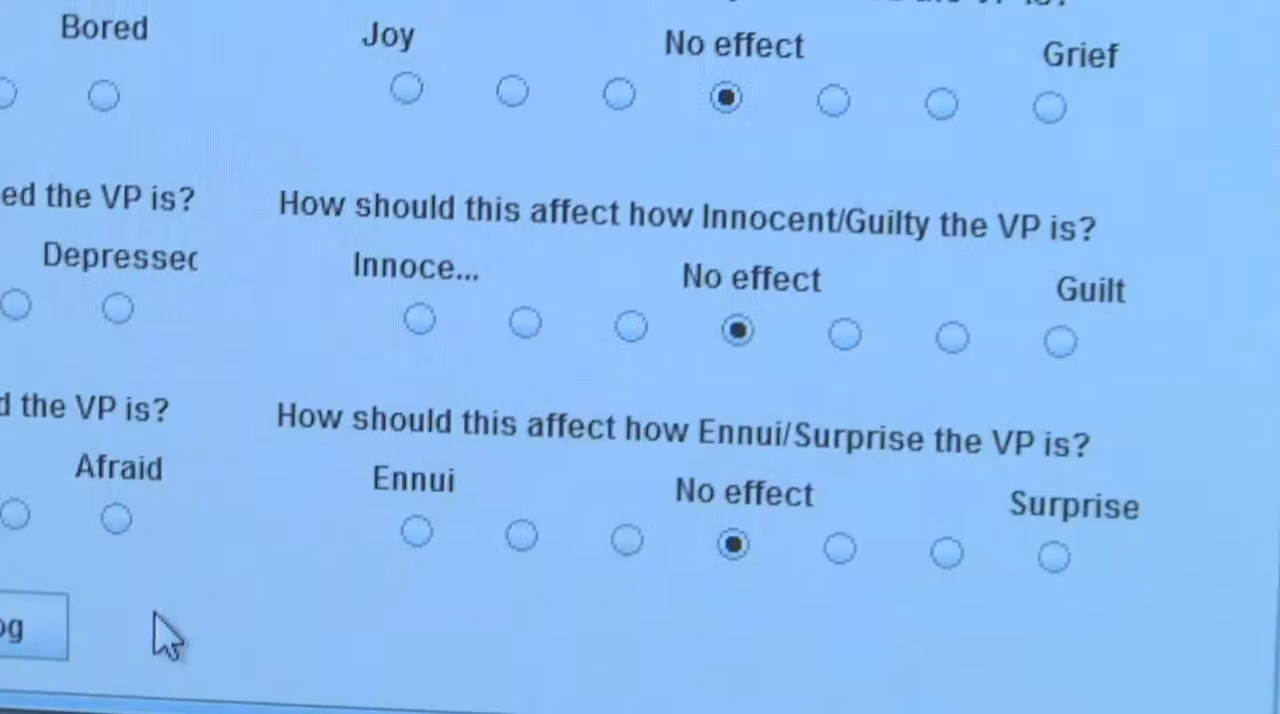 Bored Joy No effect Grief
ed the VP is? How should this affect how Innocent/Guilty the VP is?
Depressed Innoce... No effect Guilt
d the VP is? How should this affect how Ennui/Surprise the VP is?
Afraid Ennui No effect Surprise
og